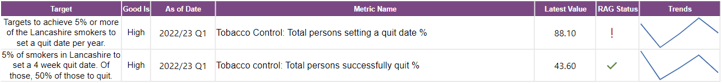 Target Good Is As of Date Metric Name Latest Value RAG Status Trends
Targets to achieve 5% or more
of the Lancashire smokers to
set a quit date per year.
High 2022/23 Q1 Tobacco Control: Total persons setting a quit date % 88.10 !
5% of smokers in Lancashire to
set a 4 week quit date. Of
those, 50% of those to quit.
High 2022/23 Q1 Tobacco control: Total persons successfully quit % 43.60 ✓